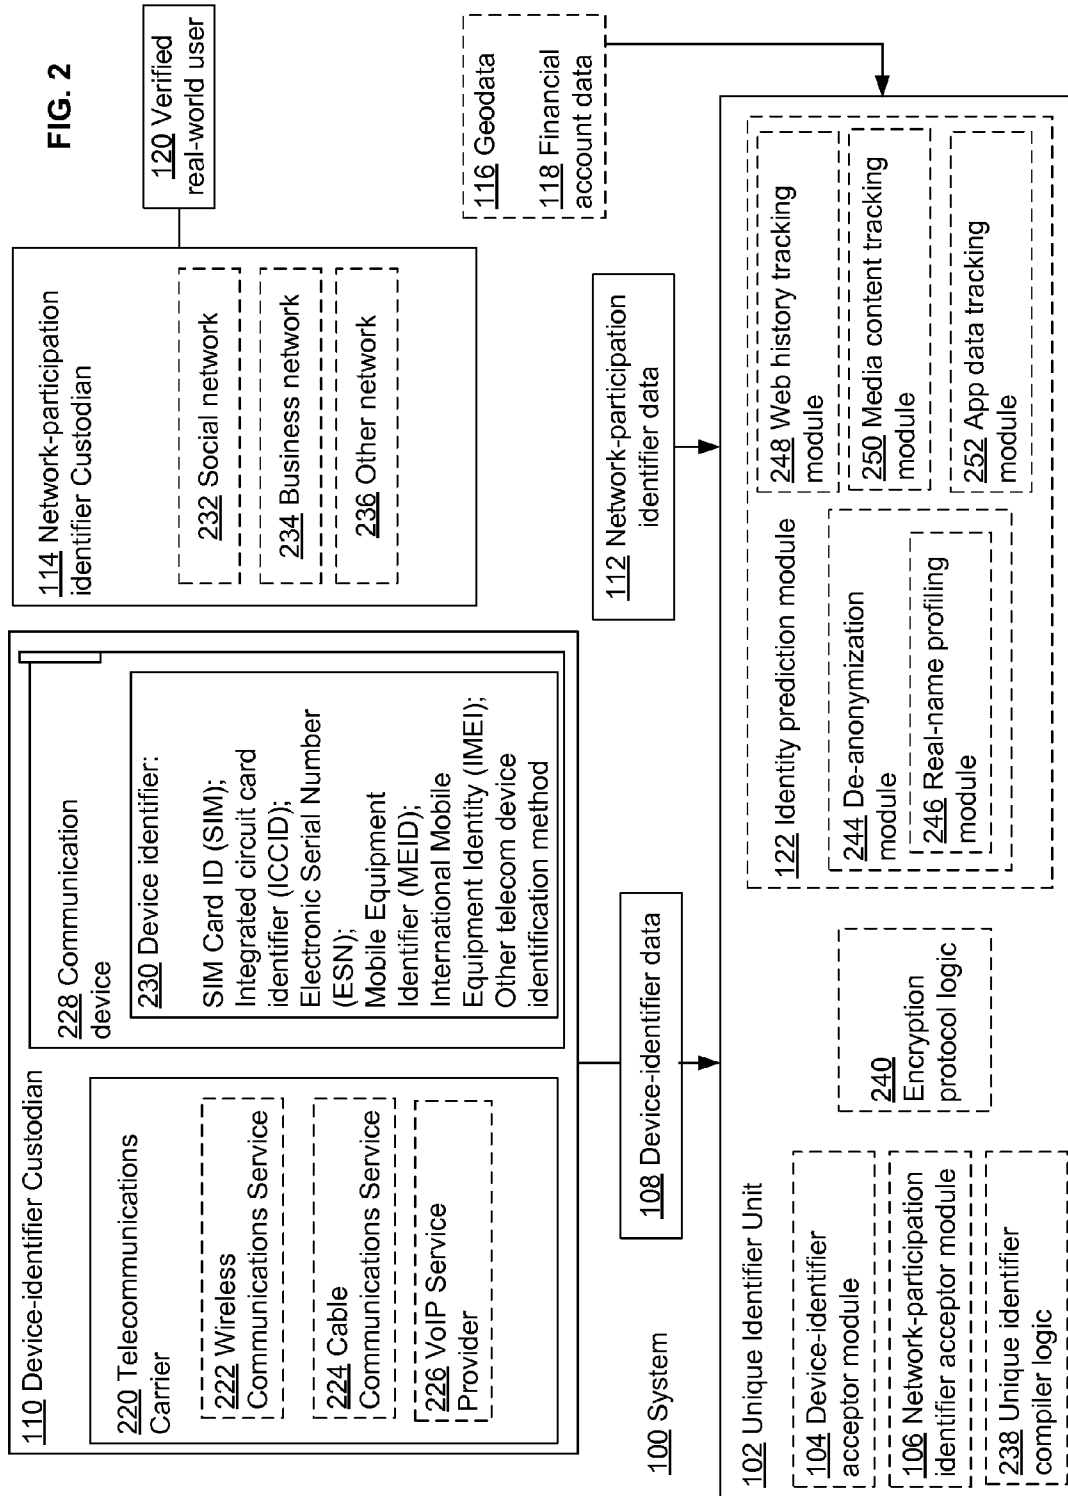 FIG. 2
110 Device-identifier Custodian
220 Telecommunications
Carrier
222 Wireless
Communications Service
224 Cable
Communications Service
226 VoIP Service
Provider
228 Communication
device
230 Device identifier:
SIM Card ID (SIM);
Integrated circuit card
identifier (ICCID);
Electronic Serial Number
(ESN);
Mobile Equipment
Identifier (MEID);
International Mobile
Equipment Identity (IMEI);
Other telecom device
identification method
114 Network-participation
identifier Custodian
232 Social network
234 Business network
236 Other network
120 Verified
real-world user
100 System
108 Device-identifier data
112 Network-participation
identifier data
116 Geodata
118 Financial
account data
102 Unique Identifier Unit
104 Device-identifier
acceptor module
106 Network-participation
identifier acceptor module
238 Unique identifier
compiler logic
240
Encryption
protocol logic
122 Identity prediction module
244 De-anonymization
module
246 Real-name profiling
module
248 Web history tracking
module
250 Media content tracking
module
252 App data tracking
module